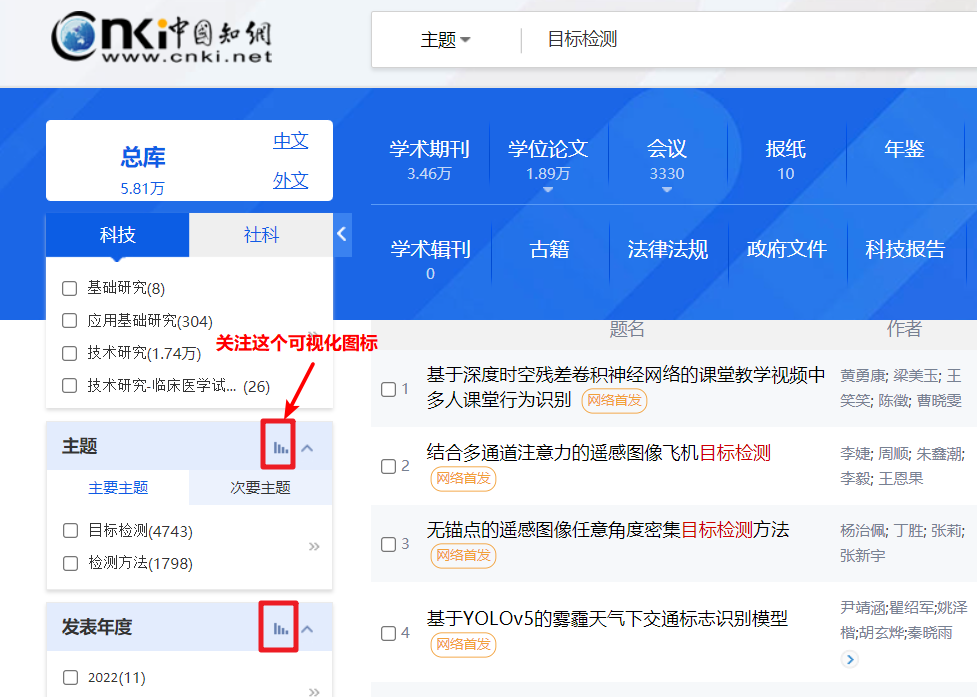 cnki中国知网
www.cnki.net
主题
目标检测
总库
5.81万
中文
外文
学术期刊
3.46万
学位论文
1.89万
会议
3330
报纸
10
年鉴
学术辑刊
0
古籍
法律法规
政府文件
科技报告
科技
社科
基础研究(8)
应用基础研究(304)
技术研究(1.74万)
技术研究-临床医学试... (26)
关注这个可视化图标
主题
主要主题
次要主题
目标检测(4743)
检测方法(1798)
»
发表年度
2022(11)
»
题名
作者
1
基于深度时空残差卷积神经网络的课堂教学视频中
多人课堂行为识别 网络首发
黄勇康; 梁美玉; 王
笑笑; 陈徵; 曹晓雯
2
结合多通道注意力的遥感图像飞机目标检测
网络首发
李婕; 周顺; 朱鑫潮;
李毅; 王恩果
3
无锚点的遥感图像任意角度密集目标检测方法
网络首发
杨治佩; 丁胜; 张莉;
张新宇
4
基于YOLOv5的雾霾天气下交通标志识别模型
网络首发
尹靖涵;瞿绍军;姚泽
楷;胡玄烨;秦晓雨